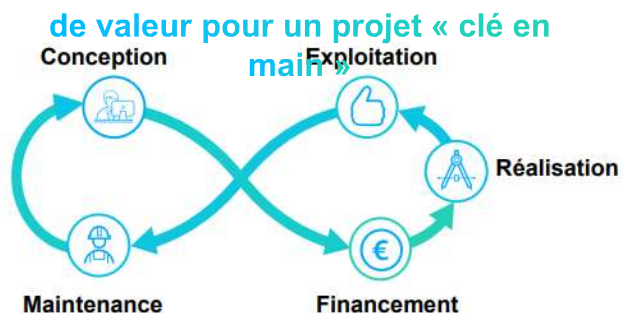 de valeur pour un projet « clé en
main »
Conception
Exploitation
Réalisation
€
Maintenance
Financement